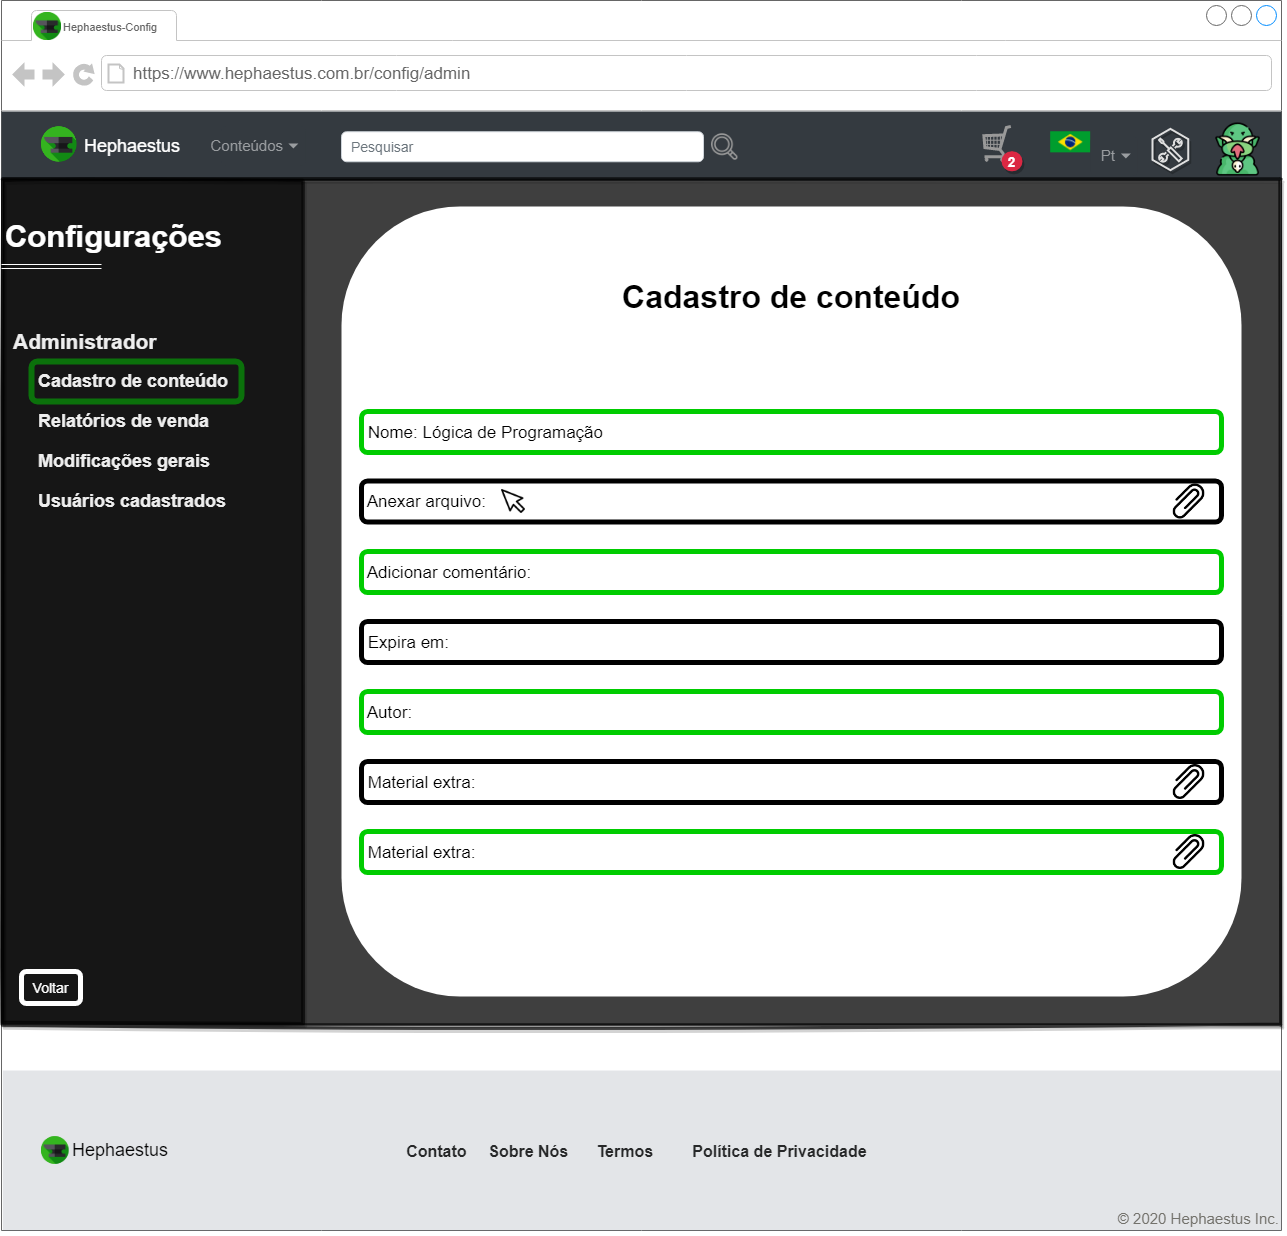 Hephaestus-Config
https://www.hephaestus.com.br/config/admin
Hephaestus
Conteúdos
Pesquisar
2
Pt
Configurações
Administrador
Cadastro de conteúdo
Relatórios de venda
Modificações gerais
Usuários cadastrados
Voltar
Cadastro de conteúdo
Nome: Lógica de Programação
Anexar arquivo:
Adicionar comentário:
Expira em:
Autor:
Material extra:
Material extra:
Hephaestus
Contato Sobre Nós Termos Política de Privacidade
© 2020 Hephaestus Inc.